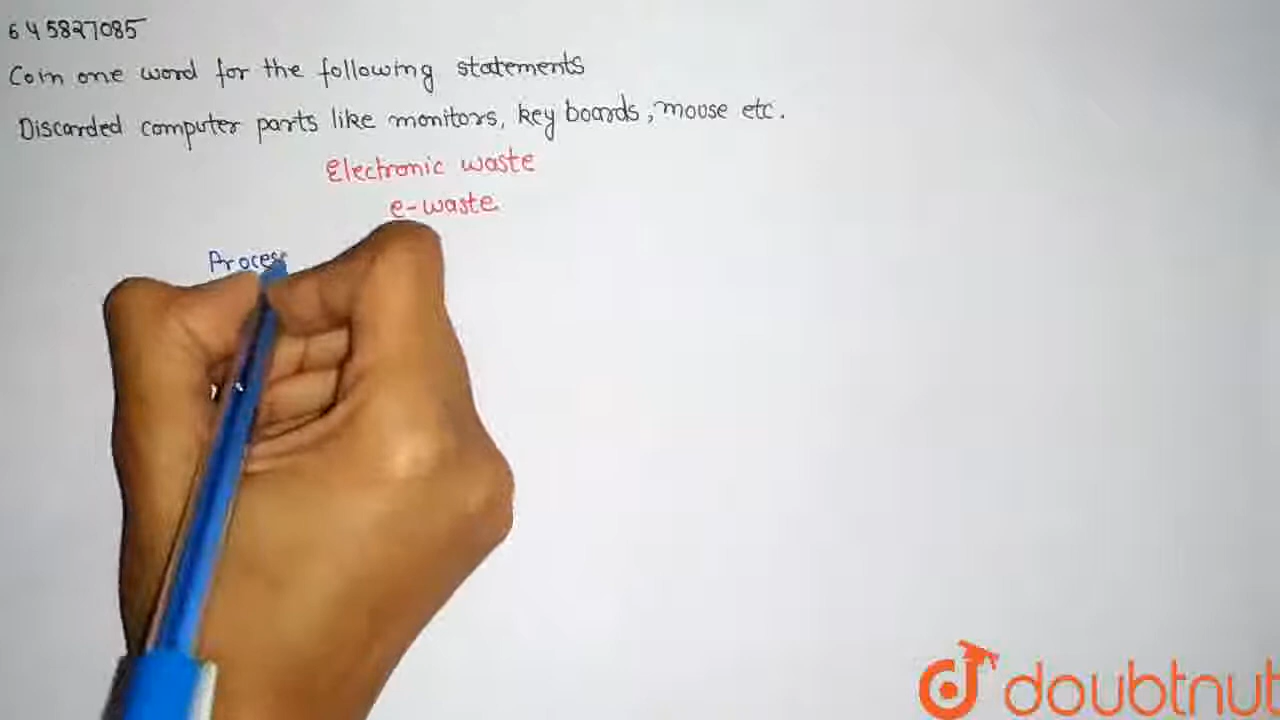 645827085
Coin one word for the following statements
Discarded computer parts like monitors, key boards, mouse etc.
Electronic waste
e-waste
Process
doubtnut